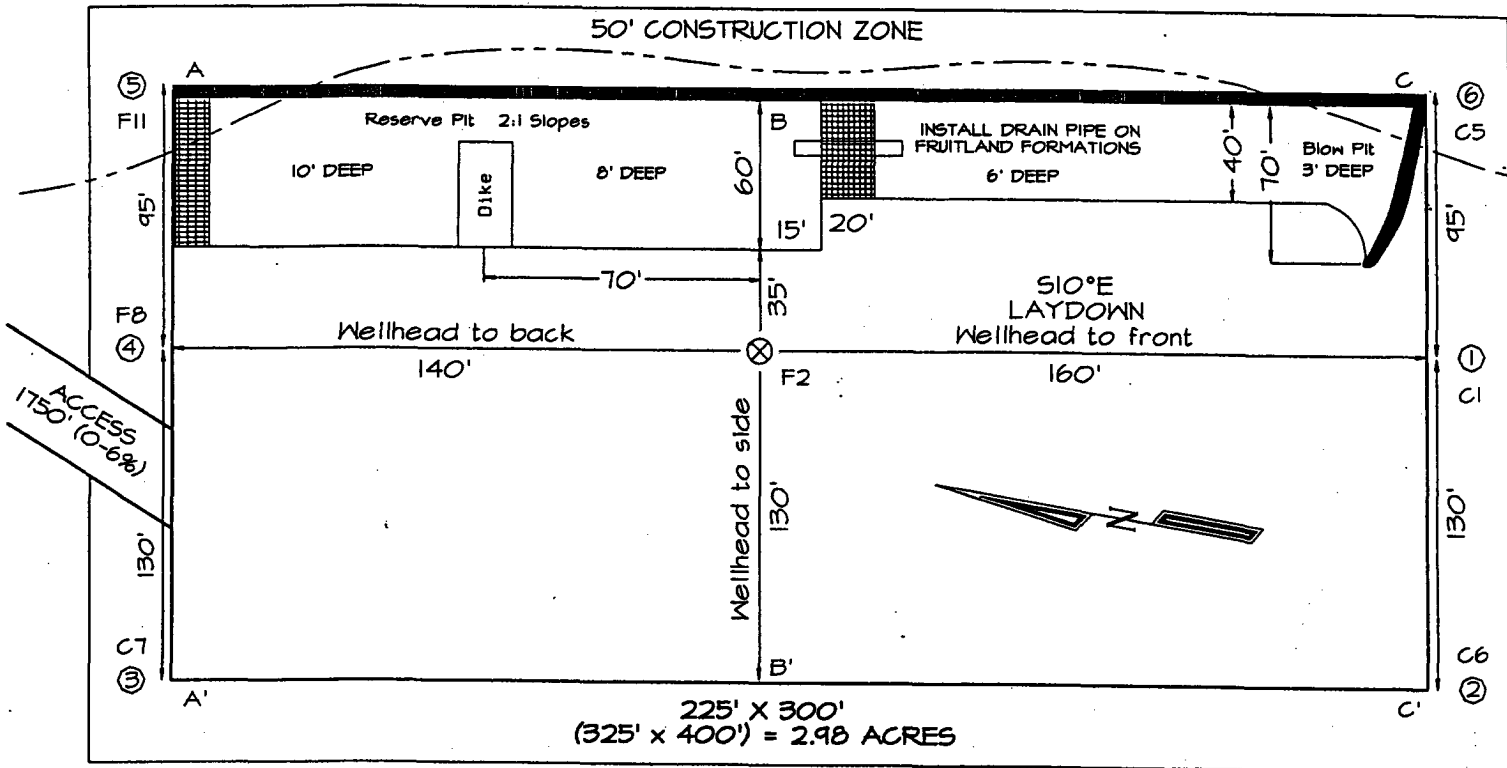 50' CONSTRUCTION ZONE
A
C
5
6
F11
C5
Reserve Pit 2:1 Slopes
B
INSTALL DRAIN PIPE ON
FRUITLAND FORMATIONS
Blow Pit
3' DEEP
10' DEEP
Dike
8' DEEP
60'
6' DEEP
40'
70'
95'
95'
15'
20'
70'
35'
S10°E
LAYDOWN
Wellhead to front
F8
4
Wellhead to back
140'
F2
160'
1
C1
ACCESS
1750' (0-6%)
Wellhead to side
130'
130'
130'
N
C7
3
A'
B'
C6
2
C'
225' X 300'
(325' x 400') = 2.98 ACRES